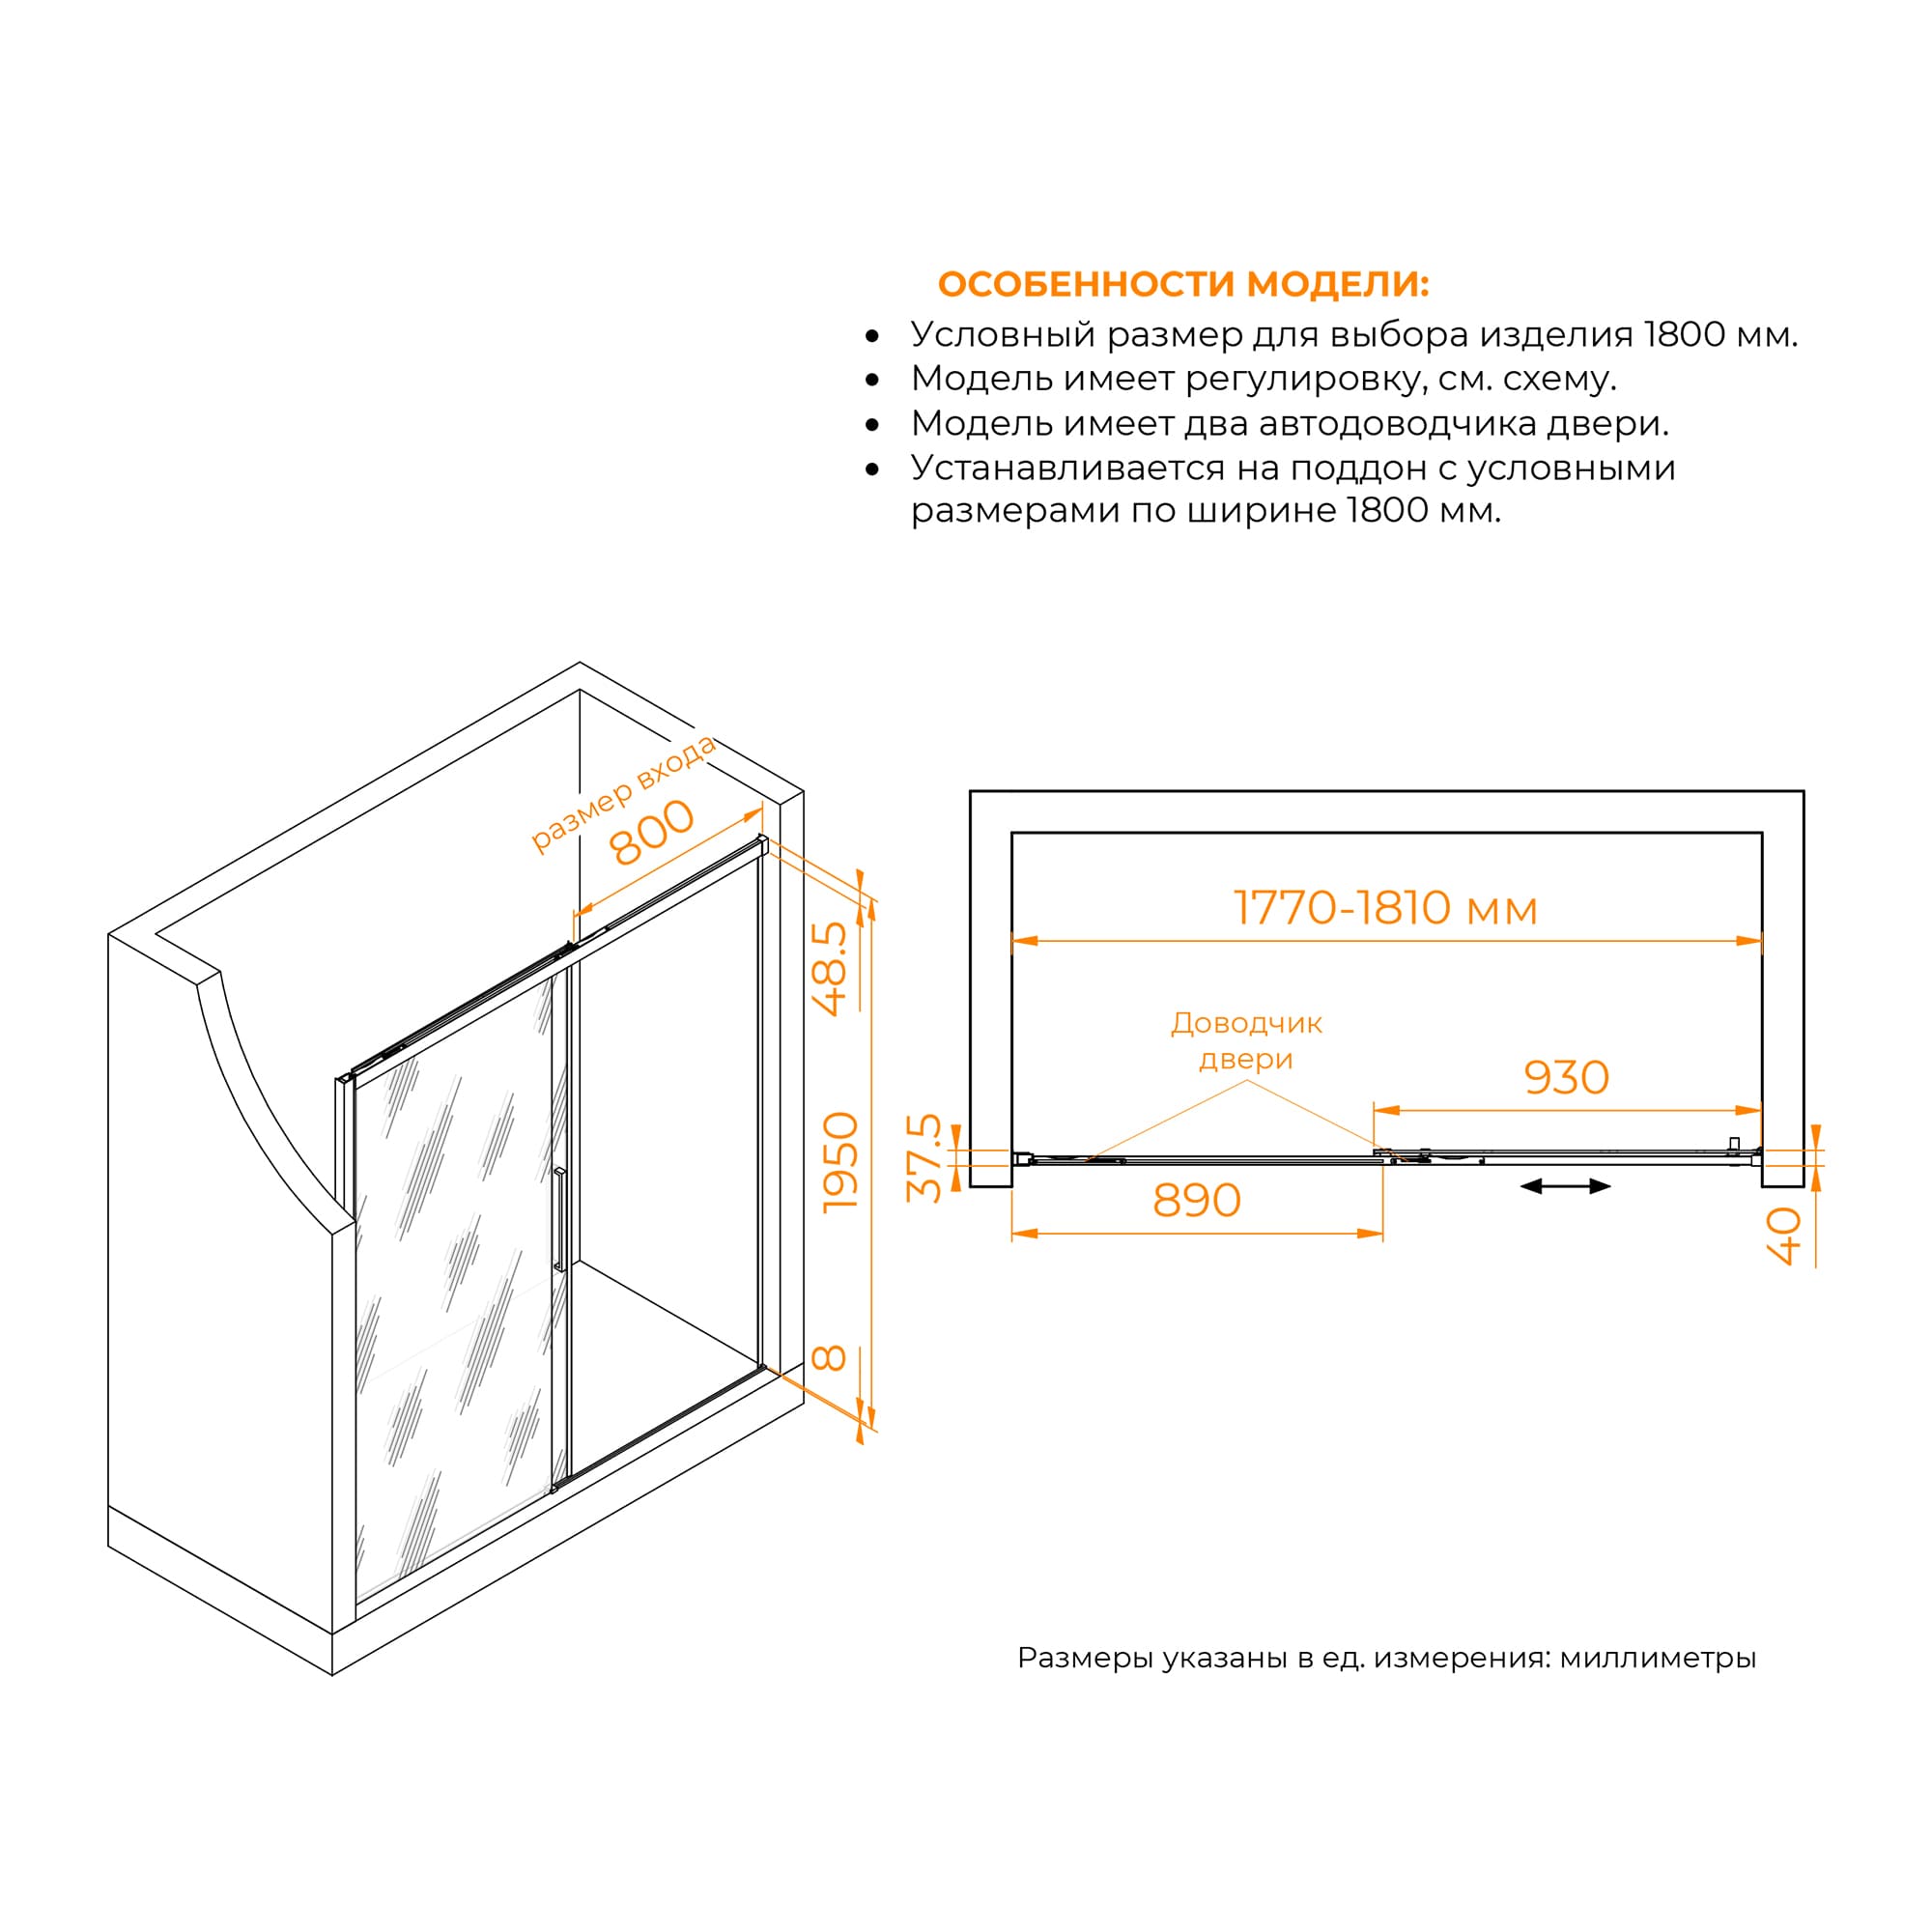 ОСОБЕННОСТИ МОДЕЛИ:
• Условный размер для выбора изделия 1800 мм.
• Модель имеет регулировку, см. схему.
• Модель имеет два автодоводчика двери.
• Устанавливается на поддон с условными
размерами по ширине 1800 мм.
размер входа
800
48.5
1950
8
1770-1810 мм
Доводчик
двери
930
37.5
890
40
Размеры указаны в ед. измерения: миллиметры